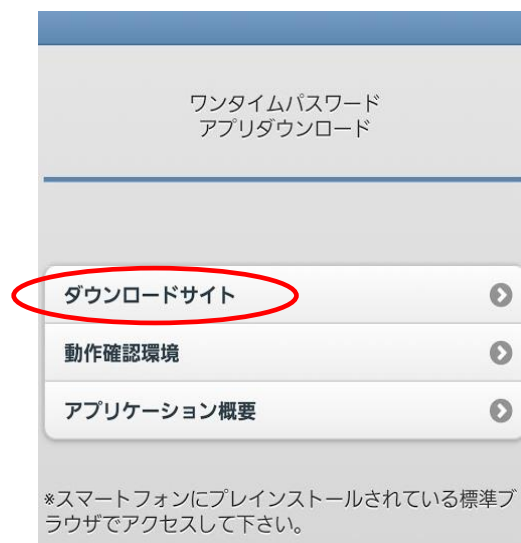 ワンタイムパスワード
アプリダウンロード
ダウンロードサイト
動作確認環境
アプリケーション概要
※スマートフォンにプレインストールされている標準ブ
ラウザでアクセスして下さい。